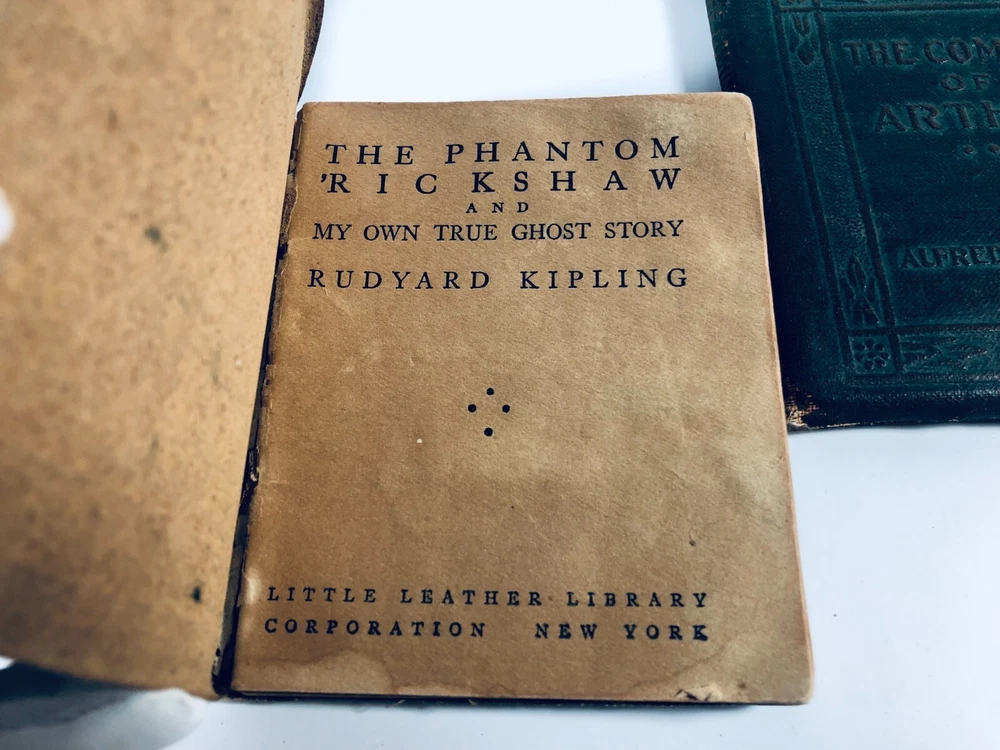 THE PHANTOM
'RICKSHAW
AND
MY OWN TRUE GHOST STORY
RUDYARD KIPLING
LITTLE LEATHER LIBRARY
CORPORATION NEW YORK
THE COM
OF
ARTH
ALFRED